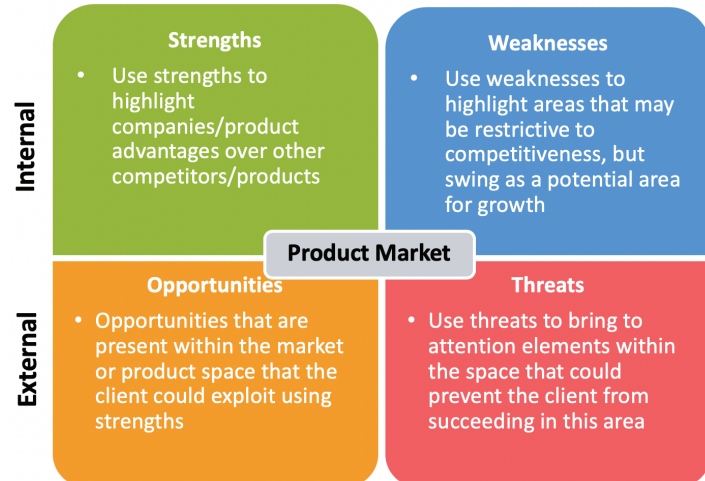 Internal
Strengths
• Use strengths to
highlight
companies/product
advantages over other
competitors/products
Weaknesses
• Use weaknesses to
highlight areas that may
be restrictive to
competitiveness, but
swing as a potential area
for growth
Product Market
External
Opportunities
• Opportunities that are
present within the market
or product space that the
client could exploit using
strengths
Threats
• Use threats to bring to
attention elements within
the space that could
prevent the client from
succeeding in this area